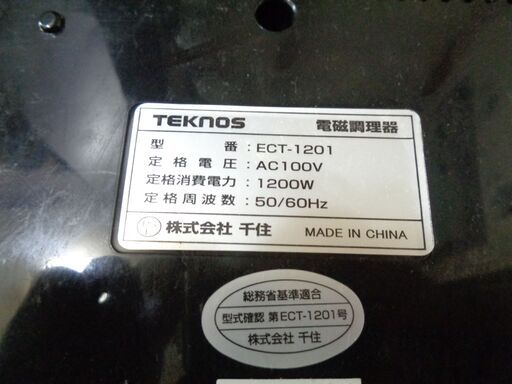 TEKNOS 電磁調理器
型番：ECT-1201
定格電圧：AC100V
定格消費電力：1200W
定格周波数：50/60Hz
株式会社 千住 MADE IN CHINA
総務省基準適合
型式確認 第ECT-1201号
株式会社 千住